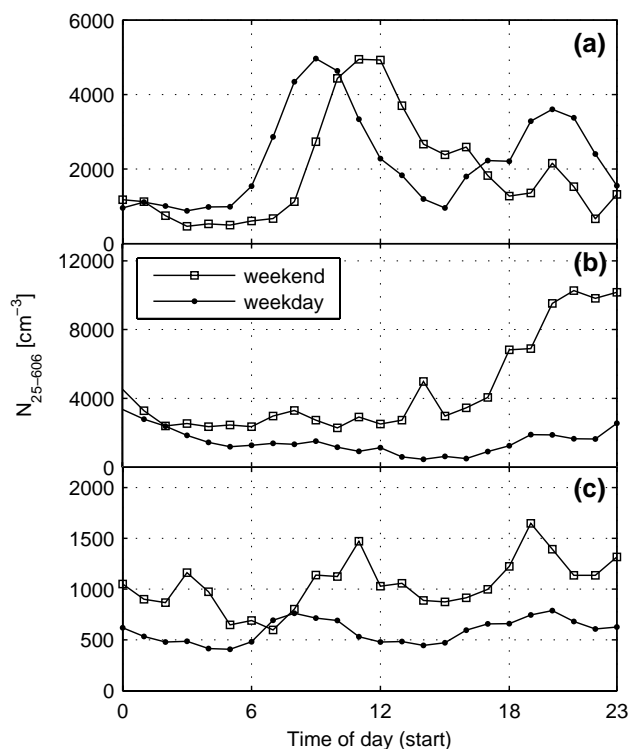 (a)
6000
4000
2000
0
(b)
12000
8000
4000
0
weekend
weekday
N25–606 [cm−3]
(c)
2000
1500
1000
500
0
0 6 12 18 23
Time of day (start)